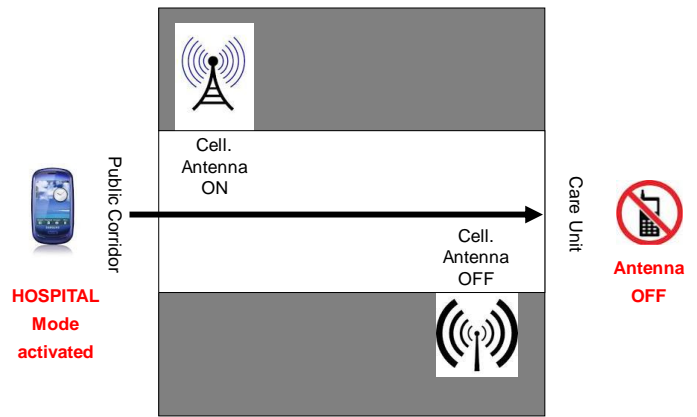 Cell.
Antenna
ON
Public Corridor
Cell.
Antenna
OFF
Care Unit
HOSPITAL
Mode
activated
Antenna
OFF